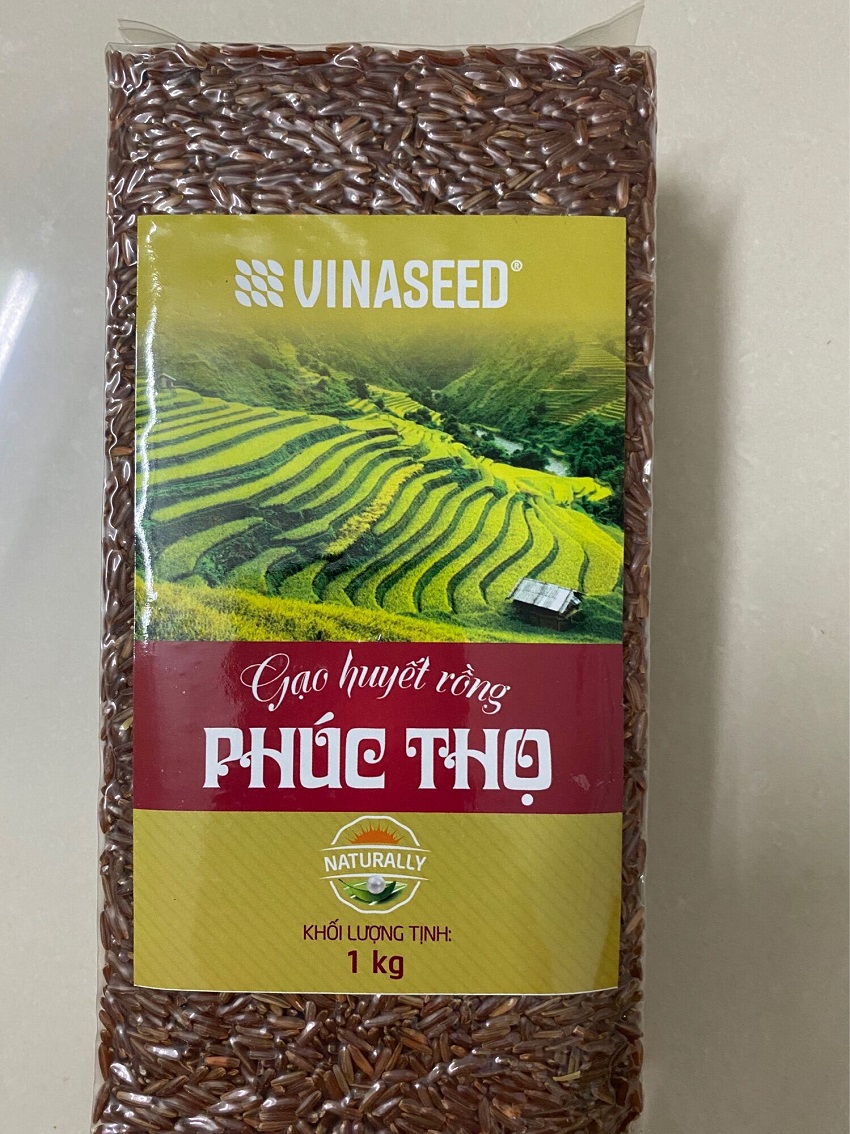 VINASEED®
Gạo huyết rồng
PHÚC THỌ
NATURALLY
KHỐI LƯỢNG TỊNH:
1 kg